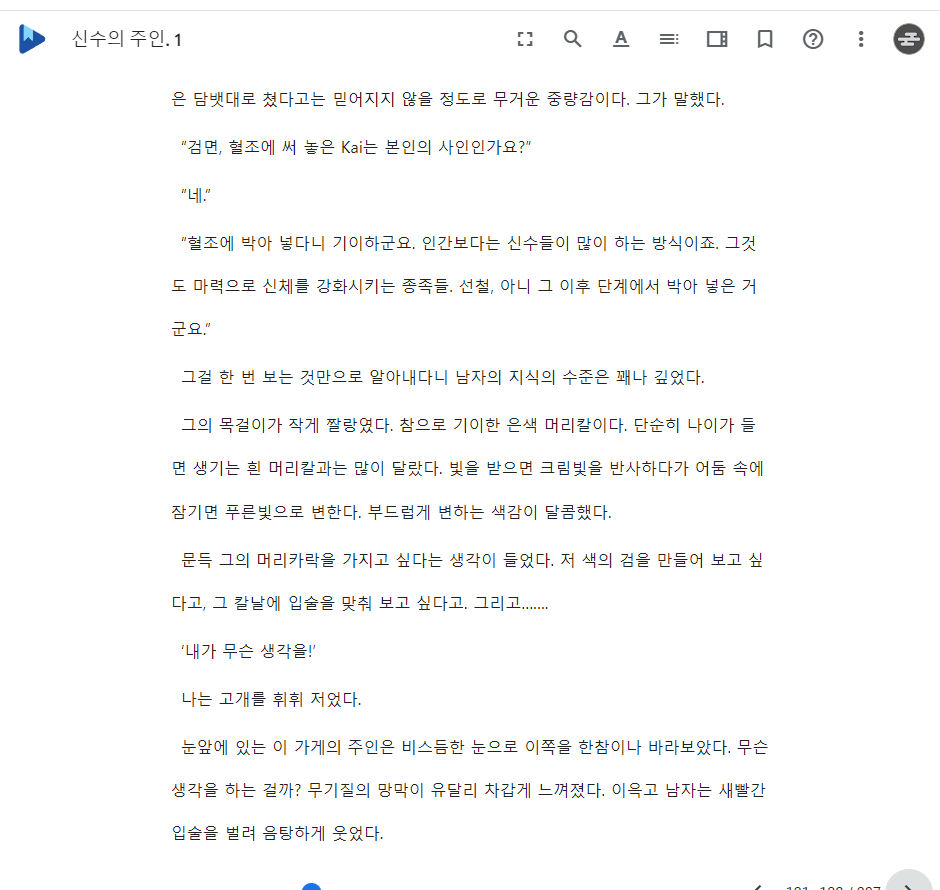 신수의 주인. 1
은 담뱃대로 쳤다고는 믿어지지 않을 정도로 무거운 중량감이다. 그가 말했다.
"검면, 혈조에 써 놓은 Kai는 본인의 사인인가요?"
"네."
"혈조에 박아 넣다니 기이하군요. 인간보다는 신수들이 많이 하는 방식이죠. 그것
도 마력으로 신체를 강화시키는 종족들. 선철, 아니 그 이후 단계에서 박아 넣은 거
군요."
그걸 한 번 보는 것만으로 알아내다니 남자의 지식의 수준은 꽤나 깊었다.
그의 목걸이가 작게 짤랑였다. 참으로 기이한 은색 머리칼이다. 단순히 나이가 들
면 생기는 흰 머리칼과는 많이 달랐다. 빛을 받으면 크림빛을 반사하다가 어둠 속에
잠기면 푸른빛으로 변한다. 부드럽게 변하는 색감이 달콤했다.
문득 그의 머리카락을 가지고 싶다는 생각이 들었다. 저 색의 검을 만들어 보고 싶
다고, 그 칼날에 입술을 맞춰 보고 싶다고. 그리고…….
'내가 무슨 생각을!'
나는 고개를 휘휘 저었다.
눈앞에 있는 이 가게의 주인은 비스듬한 눈으로 이쪽을 한참이나 바라보았다. 무슨
생각을 하는 걸까? 무기질의 망막이 유달리 차갑게 느껴졌다. 이윽고 남자는 새빨간
입술을 벌려 음탕하게 웃었다.